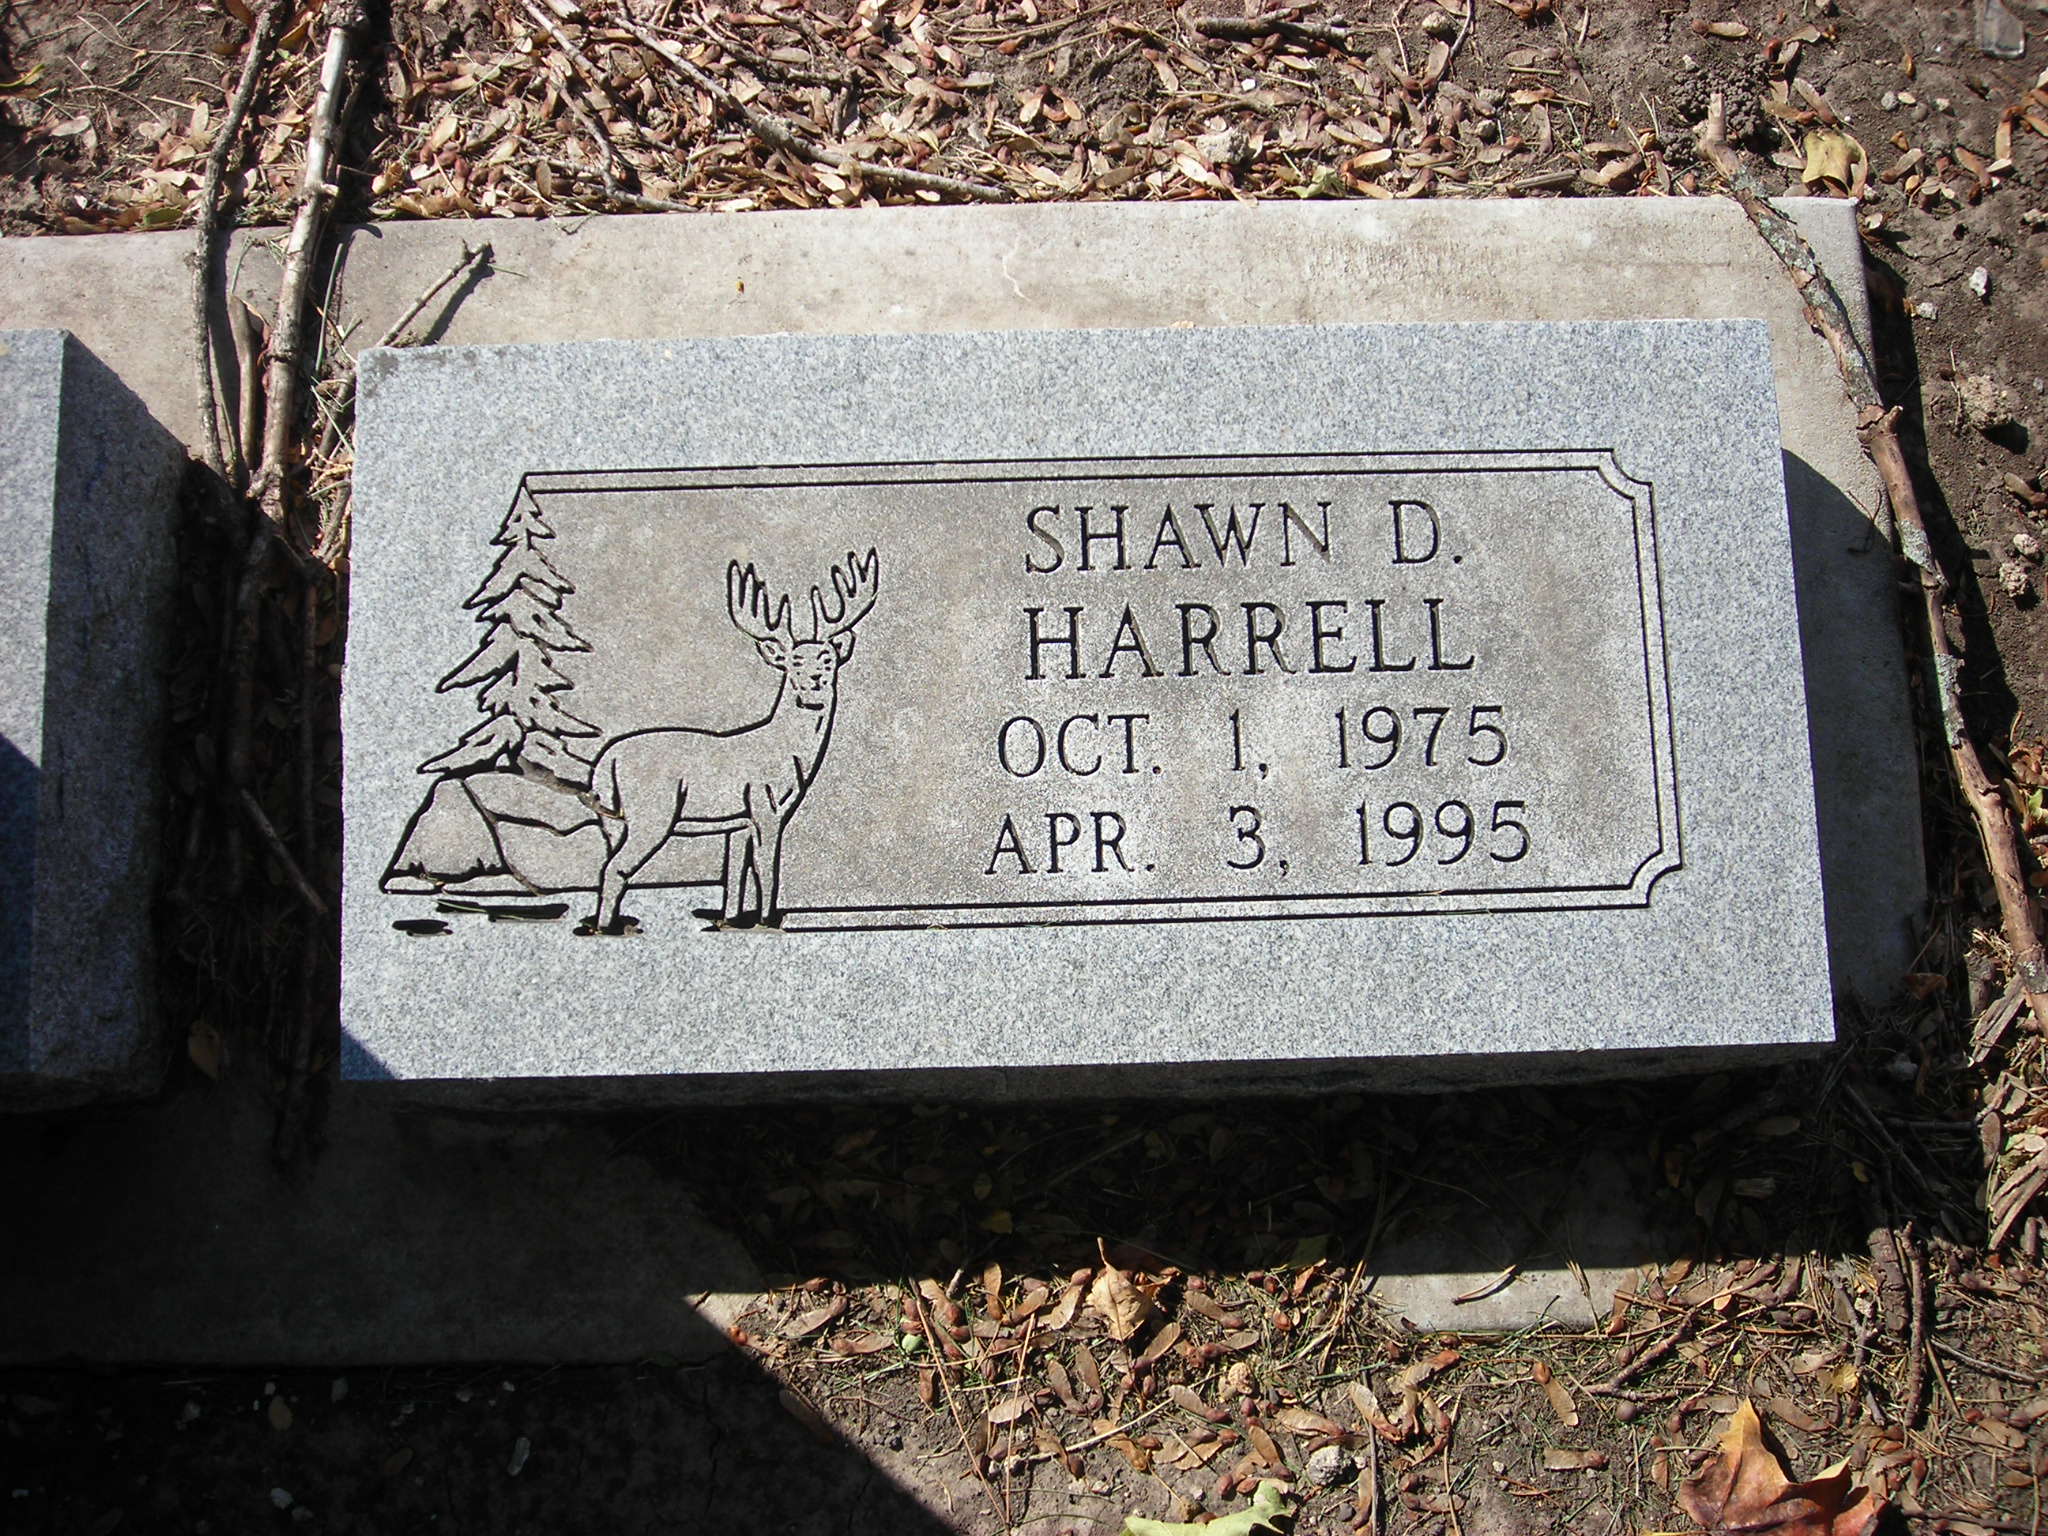 SHAWN D.
HARRELL
OCT. 1, 1975
APR. 3, 1995